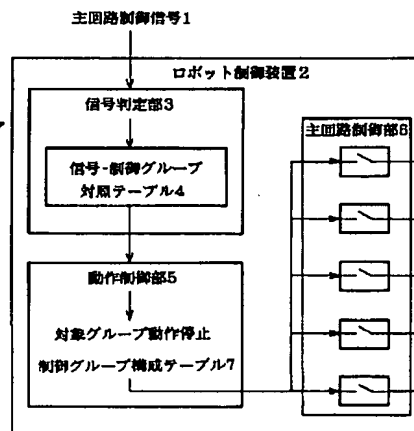 主回路制御信号1
ロボット制御装置2
信号判定部3
信号-制御グループ
対照テーブル4
主回路制御部6
動作制御部5
対象グループ動作停止
制御グループ構成テーブル7